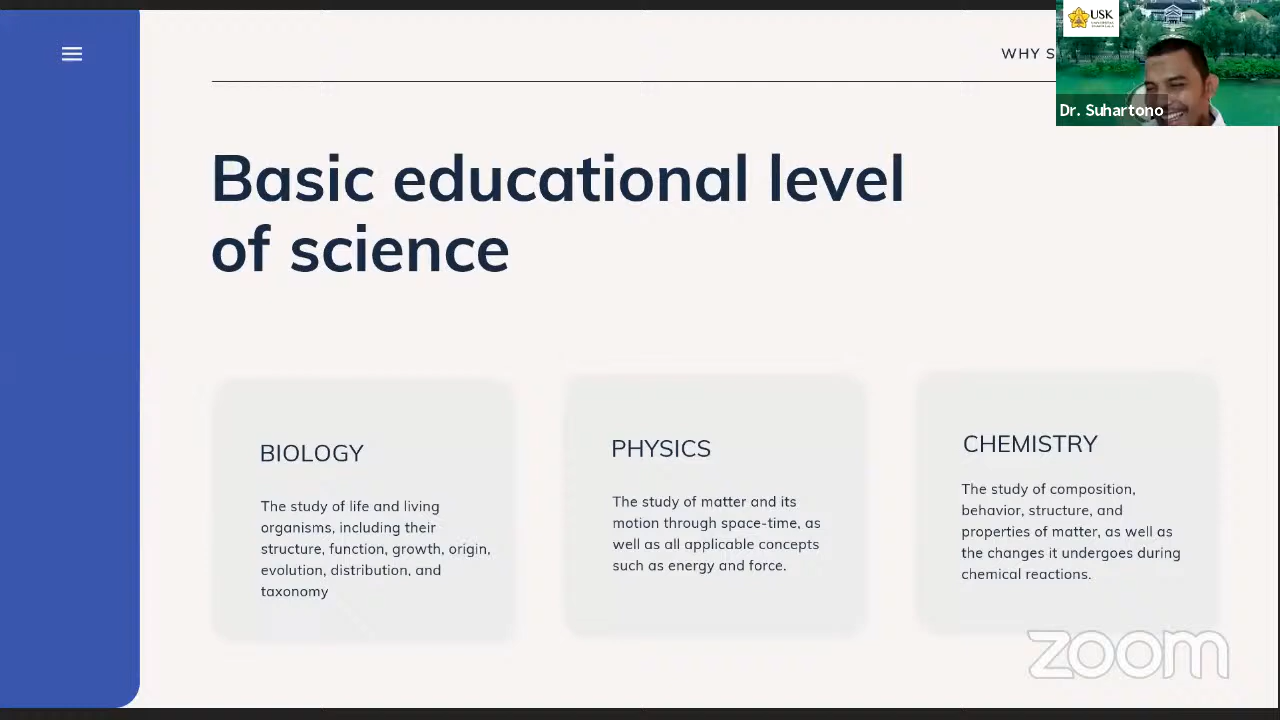 WHY S
USK
Dr. Suhartono
Basic educational level
of science
BIOLOGY
The study of life and living
organisms, including their
structure, function, growth, origin,
evolution, distribution, and
taxonomy
PHYSICS
The study of matter and its
motion through space-time, as
well as all applicable concepts
such as energy and force.
CHEMISTRY
The study of composition,
behavior, structure, and
properties of matter, as well as
the changes it undergoes during
chemical reactions.
zoom